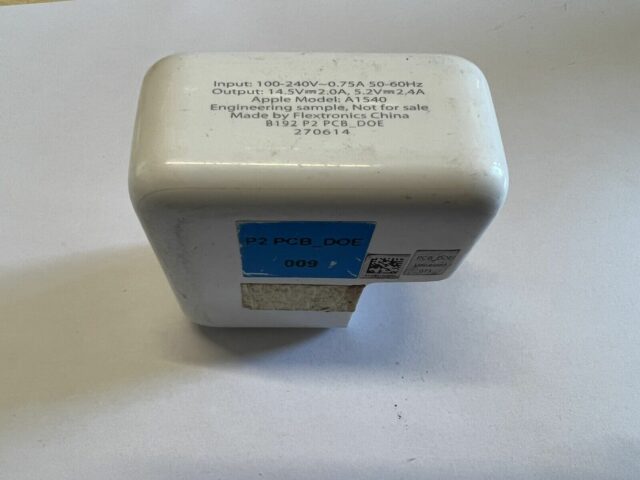 Input: 100-240V~0.75A 50-60Hz
Output: 14.5V⎓2.0A, 5.2V⎓2.4A
Apple Model: A1540
Engineering sample, Not for sale
Made by Flextronics China
B192 P2 PCB_DOE
270614
P2 PCB_DOE
009
PCB_DOE